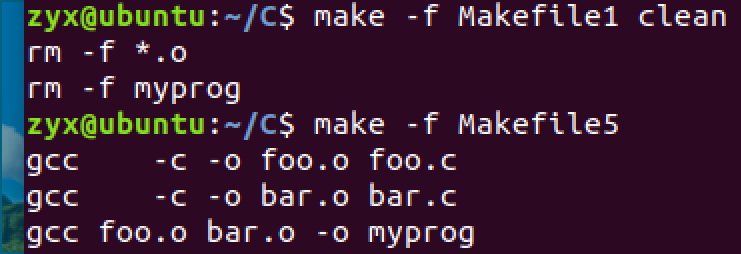 zyx@ubuntu:~/C$ make -f Makefile1 clean
rm -f *.o
rm -f myprog
zyx@ubuntu:~/C$ make -f Makefile5
gcc    -c -o foo.o foo.c
gcc    -c -o bar.o bar.c
gcc foo.o bar.o -o myprog